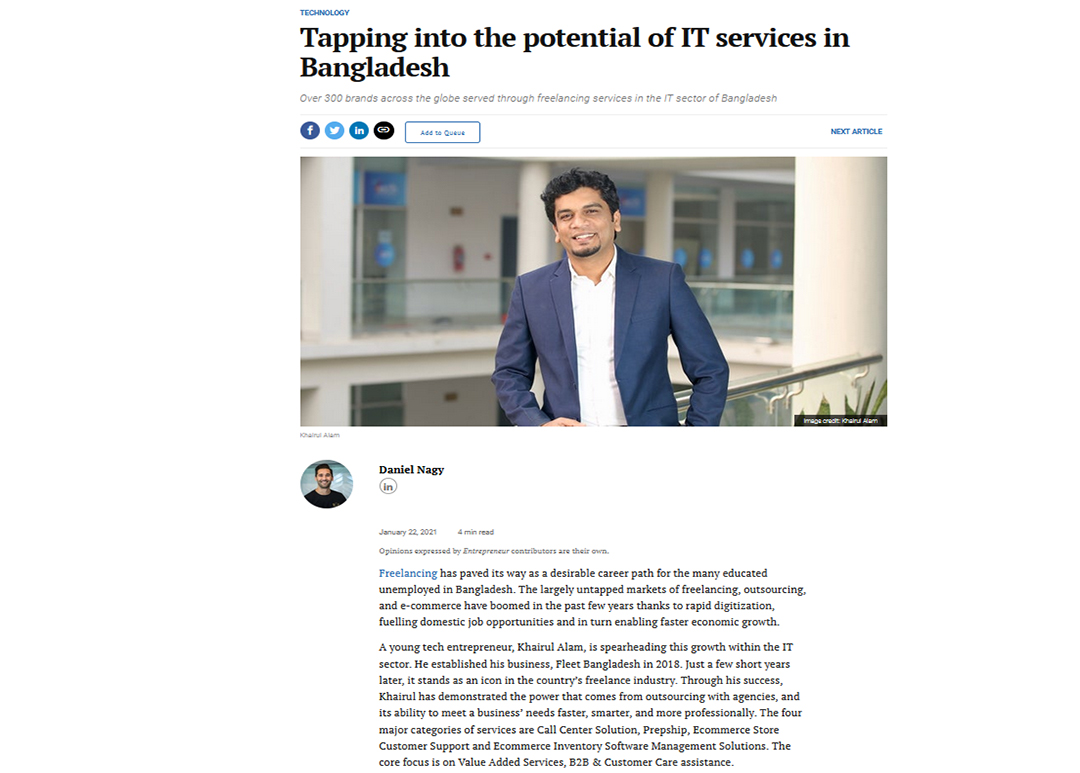 TECHNOLOGY
Tapping into the potential of IT services in
Bangladesh
Over 300 brands across the globe served through freelancing services in the IT sector of Bangladesh
Add to Queue
NEXT ARTICLE
Image credit: Khairul Alam
Khairul Alam
Daniel Nagy
January 22, 2021 4 min read
Opinions expressed by Entrepreneur contributors are their own.
Freelancing has paved its way as a desirable career path for the many educated
unemployed in Bangladesh. The largely untapped markets of freelancing, outsourcing,
and e-commerce have boomed in the past few years thanks to rapid digitization,
fuelling domestic job opportunities and in turn enabling faster economic growth.
A young tech entrepreneur, Khairul Alam, is spearheading this growth within the IT
sector. He established his business, Fleet Bangladesh in 2018. Just a few short years
later, it stands as an icon in the country's freelance industry. Through his success,
Khairul has demonstrated the power that comes from outsourcing with agencies, and
its ability to meet a business' needs faster, smarter, and more professionally. The four
major categories of services are Call Center Solution, Prepship, Ecommerce Store
Customer Support and Ecommerce Inventory Software Management Solutions. The
core focus is on Value Added Services, B2B & Customer Care assistance.